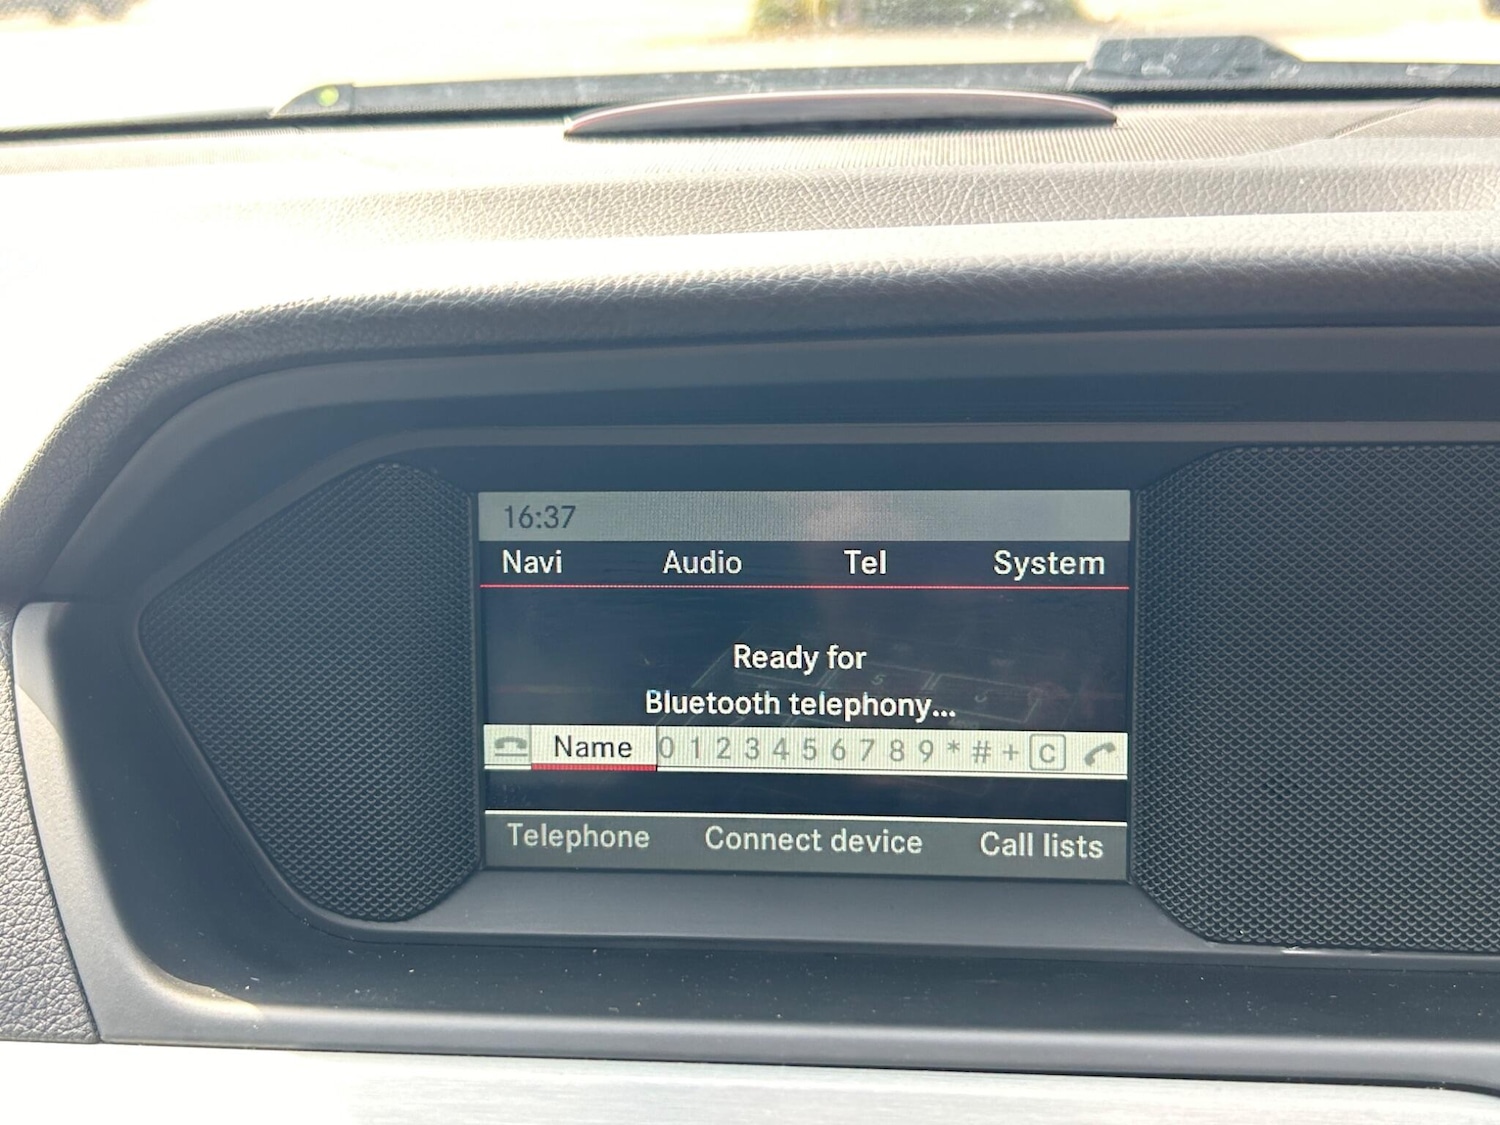 16:37
Navi Audio Tel System
Ready for
Bluetooth telephony...
Name 0 1 2 3 4 5 6 7 8 9 * # + C
Telephone Connect device Call lists